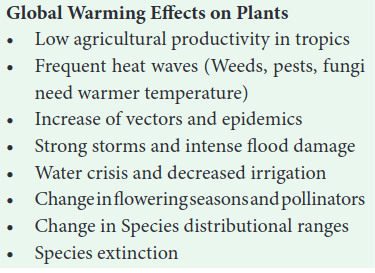 Global Warming Effects on Plants
• Low agricultural productivity in tropics
• Frequent heat waves (Weeds, pests, fungi
need warmer temperature)
• Increase of vectors and epidemics
• Strong storms and intense flood damage
• Water crisis and decreased irrigation
• Change in flowering seasons and pollinators
• Change in Species distributional ranges
• Species extinction